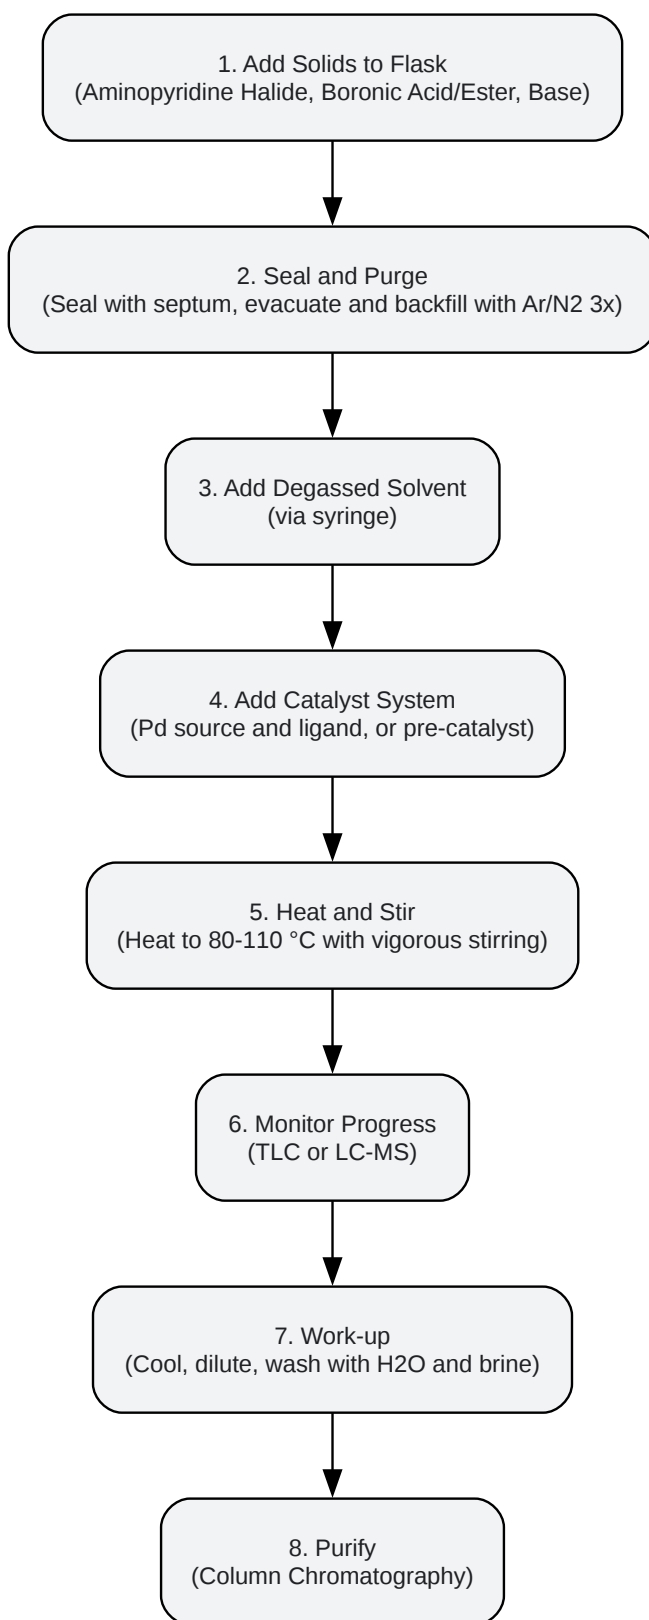 1. Add Solids to Flask
(Aminopyridine Halide, Boronic Acid/Ester, Base)
2. Seal and Purge
(Seal with septum, evacuate and backfill with Ar/N2 3x)
3. Add Degassed Solvent
(via syringe)
4. Add Catalyst System
(Pd source and ligand, or pre-catalyst)
5. Heat and Stir
(Heat to 80-110 °C with vigorous stirring)
6. Monitor Progress
(TLC or LC-MS)
7. Work-up
(Cool, dilute, wash with H2O and brine)
8. Purify
(Column Chromatography)